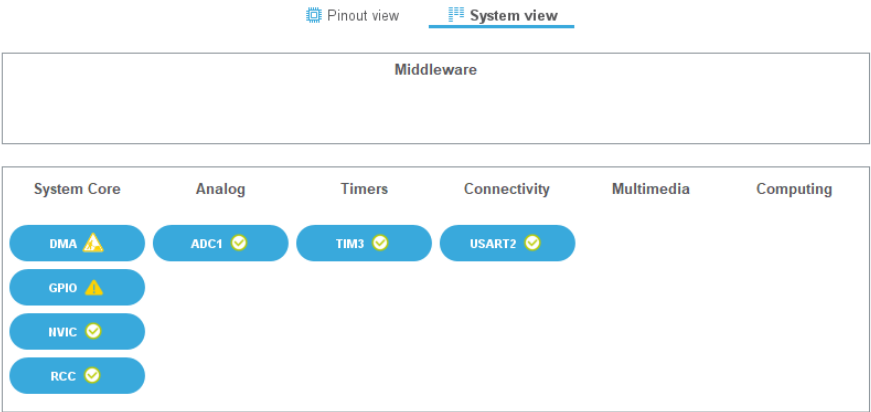 Pinout view System view
Middleware
System Core Analog Timers Connectivity Multimedia Computing
DMA ADC1 TIM3 USART2
GPIO
NVIC
RCC